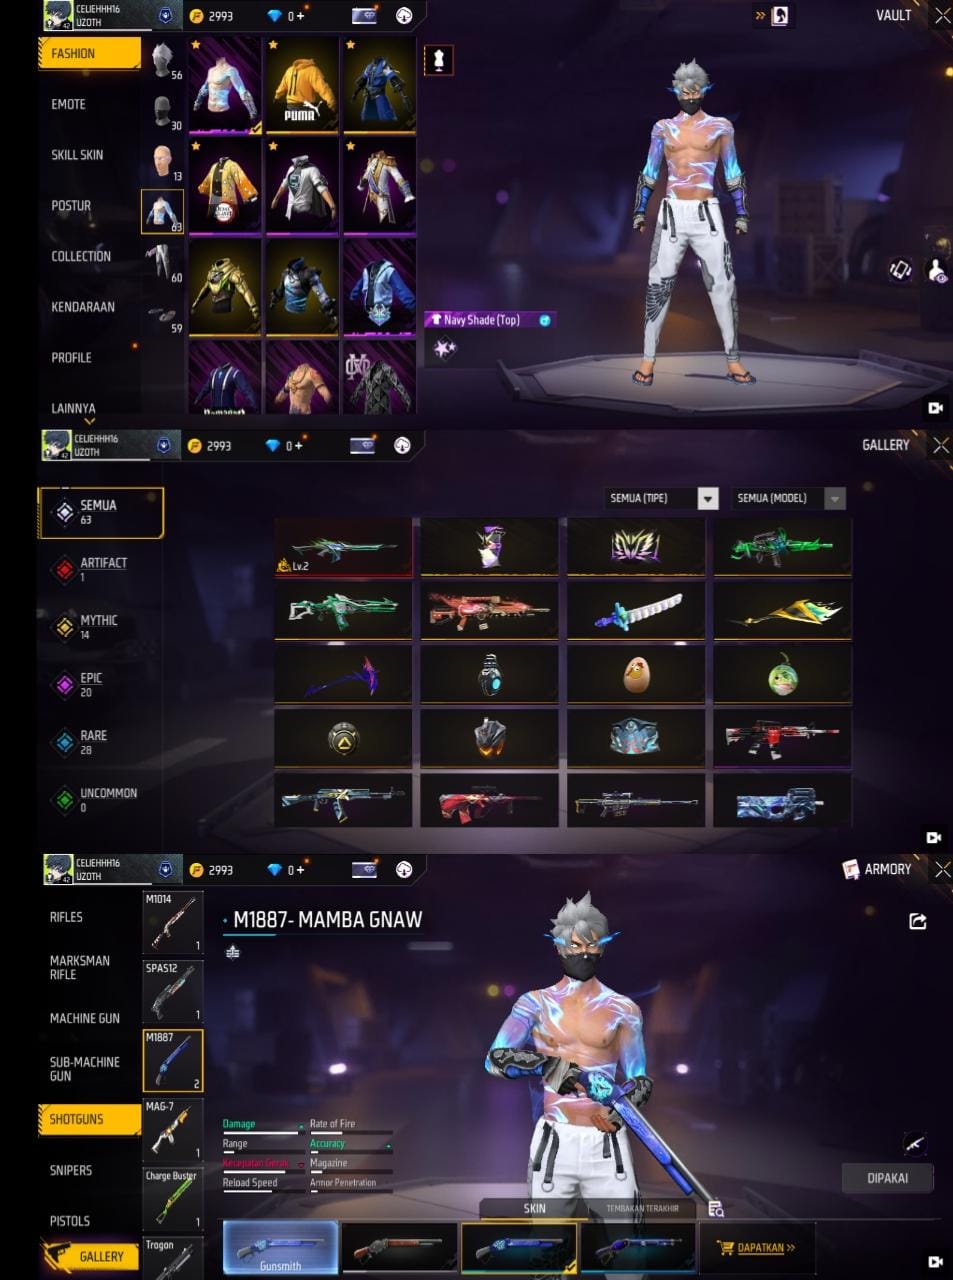 CELIEHHH16
UZOTH
42
2993
0 +
VAULT
FASHION
EMOTE
SKILL SKIN
POSTUR
COLLECTION
KENDARAAN
PROFILE
LAINNYA
56
30
13
63
60
59
PUMA
Navy Shade (Top)
CELIEHHH16
UZOTH
42
2993
0 +
GALLERY
SEMUA
63
ARTIFACT
1
MYTHIC
14
EPIC
20
RARE
28
UNCOMMON
0
SEMUA (TIPE)
SEMUA (MODEL)
Lv.2
CELIEHHH16
UZOTH
42
2993
0 +
ARMORY
RIFLES
MARKSMAN
RIFLE
MACHINE GUN
SUB-MACHINE
GUN
SHOTGUNS
SNIPERS
PISTOLS
GALLERY
M1014
1
SPAS12
1
M1887
2
MAG-7
1
Charge Buster
1
Trogon
M1887- MAMBA GNAW
Damage
Rate of Fire
Range
Accuracy
Kecepatan Gerak
Magazine
Reload Speed
Armor Penetration
DIPAKAI
SKIN
TEMBAKAN TERAKHIR
Gunsmith
DAPATKAN >>